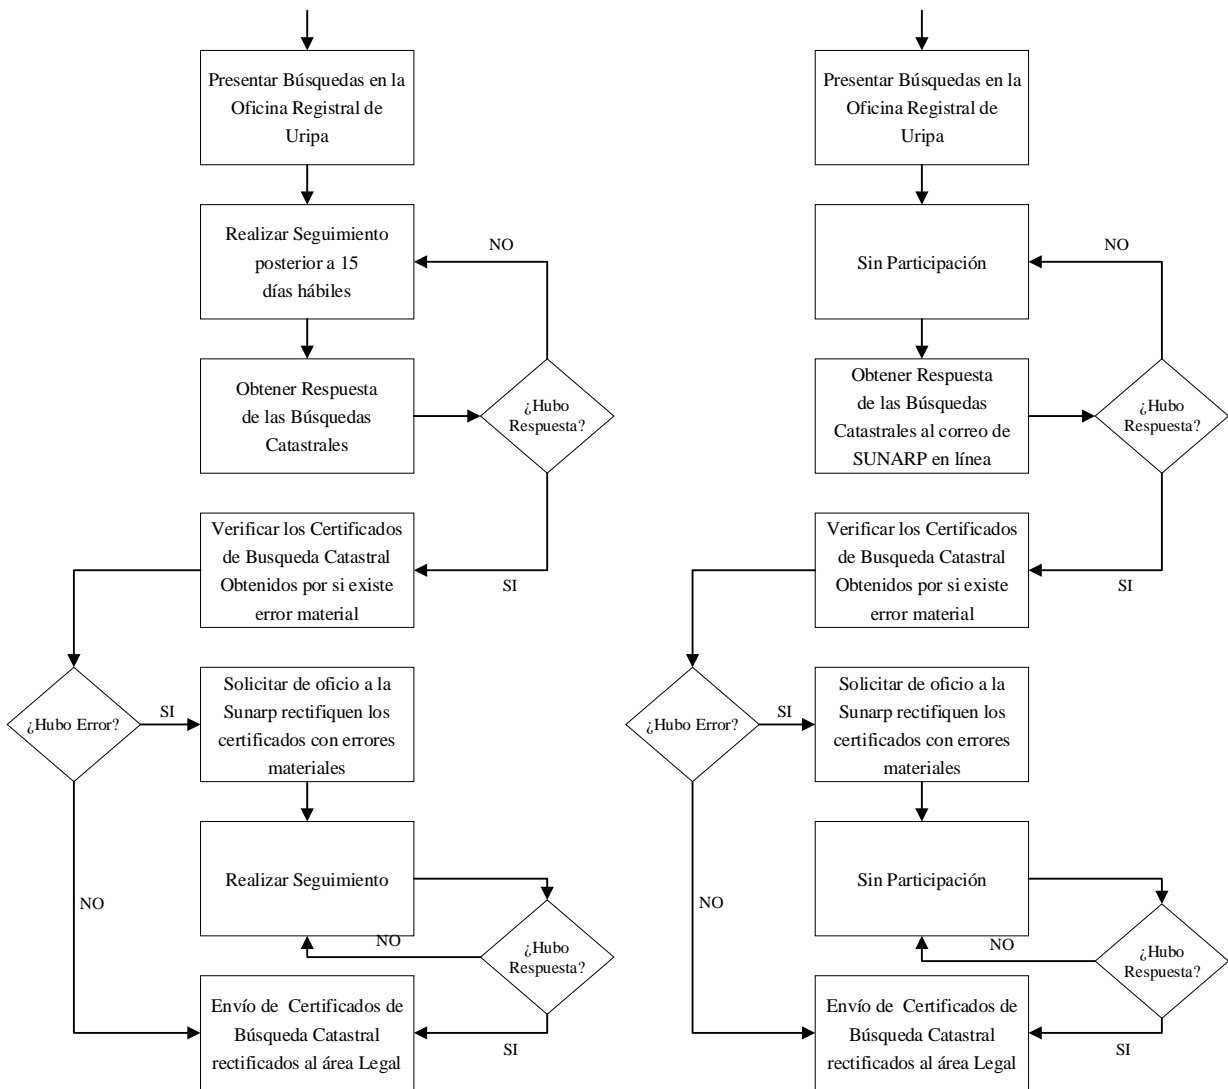 Presentar Búsquedas en la
Oficina Registral de
Uripa
Realizar Seguimiento
posterior a 15
días hábiles
NO
Obtener Respuesta
de las Búsquedas
Catastrales
¿Hubo
Respuesta?
Verificar los Certificados
de Busqueda Catastral
Obtenidos por si existe
error material
SI
¿Hubo Error?
SI
Solicitar de oficio a la
Sunarp rectifiquen los
certificados con errores
materiales
Realizar Seguimiento
NO
NO
¿Hubo
Respuesta?
Envío de Certificados de
Búsqueda Catastral
rectificados al área Legal
SI
Presentar Búsquedas en la
Oficina Registral de
Uripa
Sin Participación
NO
Obtener Respuesta
de las Búsquedas
Catastrales al correo de
SUNARP en línea
¿Hubo
Respuesta?
Verificar los Certificados
de Busqueda Catastral
Obtenidos por si existe
error material
SI
¿Hubo Error?
SI
Solicitar de oficio a la
Sunarp rectifiquen los
certificados con errores
materiales
Sin Participación
NO
NO
¿Hubo
Respuesta?
Envío de Certificados de
Búsqueda Catastral
rectificados al área Legal
SI